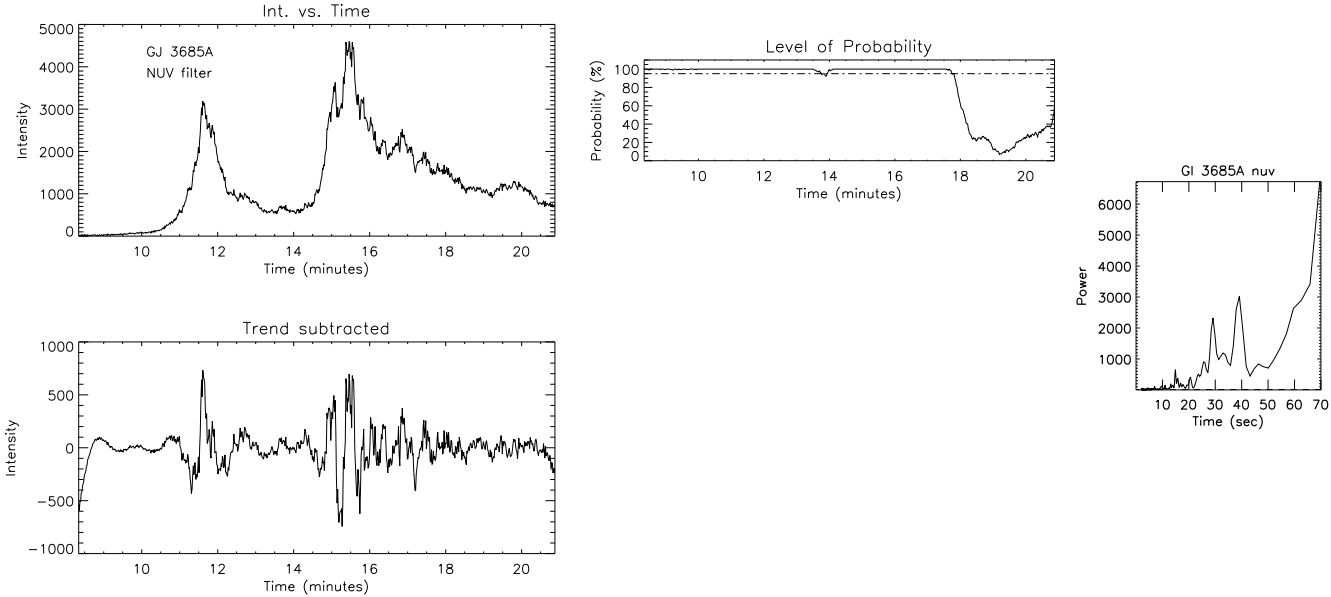 Int. vs. Time
5000
4000
3000
2000
1000
0
Intensity
GJ 3685A
NUV filter
10 12 14 16 18 20
Time (minutes)
Trend subtracted
1000
500
0
−500
−1000
Intensity
10 12 14 16 18 20
Time (minutes)
Level of Probability
100
80
60
40
20
0
Probability (%)
10 12 14 16 18 20
Time (minutes)
Gl 3685A nuv
6000
5000
4000
3000
2000
1000
Power
10 20 30 40 50 60 70
Time (sec)